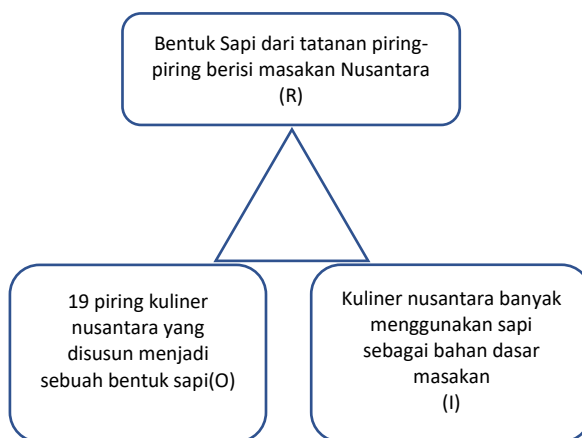 Bentuk Sapi dari tatanan piring-
piring berisi masakan Nusantara
(R)
19 piring kuliner
nusantara yang
disusun menjadi
sebuah bentuk sapi(O)
Kuliner nusantara banyak
menggunakan sapi
sebagai bahan dasar
masakan
(I)